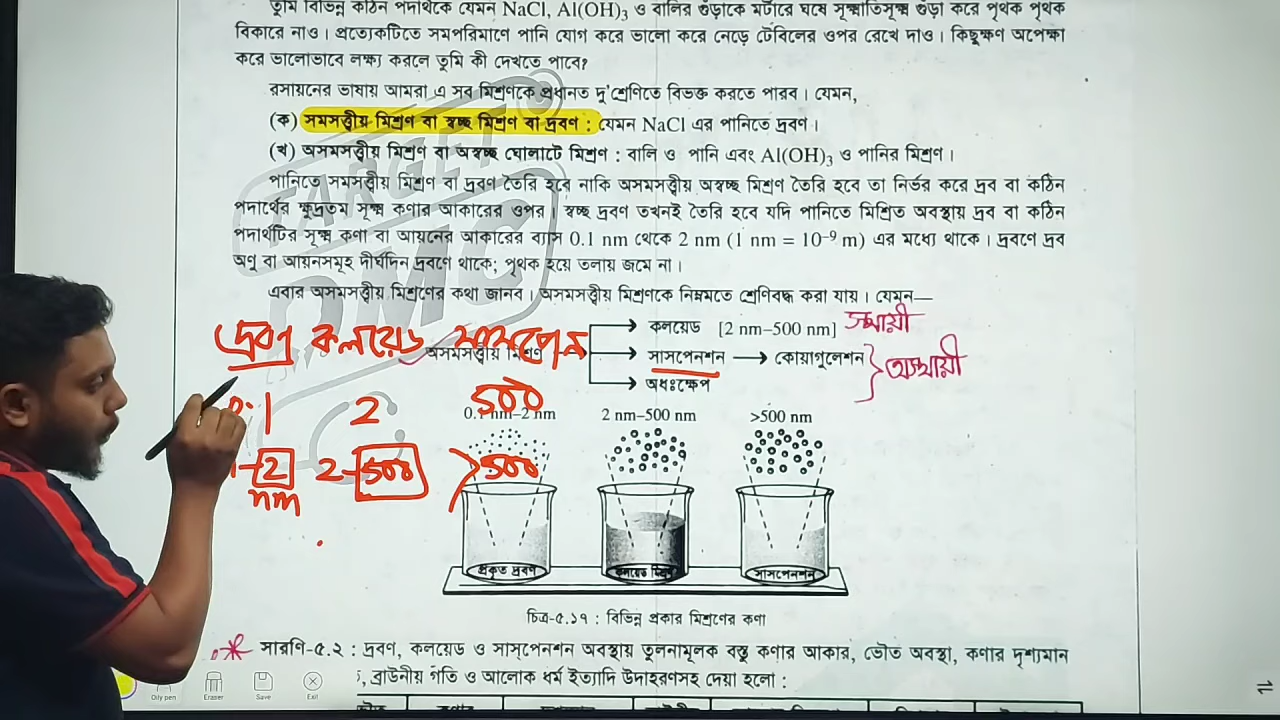 তুমি বিভিন্ন কঠিন পদার্থকে যেমন NaCl, Al(OH)3 ও বালির গুঁড়াকে মর্টারে ঘষে সূক্ষ্মাতিসূক্ষ্ম গুঁড়া করে পৃথক পৃথক
বিকারে নাও। প্রত্যেকটিতে সমপরিমাণে পানি যোগ করে ভালো করে নেড়ে টেবিলের ওপর রেখে দাও। কিছুক্ষণ অপেক্ষা
করে ভালোভাবে লক্ষ্য করলে তুমি কী দেখতে পাবে?
রসায়নের ভাষায় আমরা এ সব মিশ্রণকে প্রধানত দু'শ্রেণিতে বিভক্ত করতে পারব। যেমন,
(ক) সমসত্ত্বীয় মিশ্রণ বা স্বচ্ছ মিশ্রণ বা দ্রবণ : যেমন NaCl এর পানিতে দ্রবণ।
(খ) অসমসত্ত্বীয় মিশ্রণ বা অস্বচ্ছ ঘোলাটে মিশ্রণ : বালি ও পানি এবং Al(OH)3 ও পানির মিশ্রণ।
পানিতে সমসত্ত্বীয় মিশ্রণ বা দ্রবণ তৈরি হবে নাকি অসমসত্ত্বীয় অস্বচ্ছ মিশ্রণ তৈরি হবে তা নির্ভর করে দ্রব বা কঠিন
পদার্থের ক্ষুদ্রতম সূক্ষ্ম কণার আকারের ওপর। স্বচ্ছ দ্রবণ তখনই তৈরি হবে যদি পানিতে মিশ্রিত অবস্থায় দ্রব বা কঠিন
পদার্থটির সূক্ষ্ম কণা বা আয়নের আকারের ব্যাস 0.1 nm থেকে 2 nm (1 nm = 10–9 m) এর মধ্যে থাকে। দ্রবণে দ্রব
অণু বা আয়নসমূহ দীর্ঘদিন দ্রবণে থাকে; পৃথক হয়ে তলায় জমে না।
এবার অসমসত্ত্বীয় মিশ্রণের কথা জানব। অসমসত্ত্বীয় মিশ্রণকে নিম্নমতে শ্রেণিবদ্ধ করা যায়। যেমন—
কলয়েড [2 nm–500 nm] স্থায়ী
দ্রবণ কলয়েড সাসপেন
অসমসত্ত্বীয় মিশ্রণ
সাসপেনশন → কোয়াগুলেশন } অস্থায়ী
অধঃক্ষেপ
0.1 2 500
0.1 nm–2 nm 2 nm–500 nm >500 nm
2 2-500 >500
nm
প্রকৃত দ্রবণ কলয়েড মিশ্রণ সাসপেনশন
চিত্র-৫.১৭ : বিভিন্ন প্রকার মিশ্রণের কণা
সারণি-৫.২ : দ্রবণ, কলয়েড ও সাস্পেনশন অবস্থায় তুলনামূলক বস্তু কণার আকার, ভৌত অবস্থা, কণার দৃশ্যমান
, ব্রাউনীয় গতি ও আলোক ধর্ম ইত্যাদি উদাহরণসহ দেয়া হলো :
Oily pen Eraser Save Exit